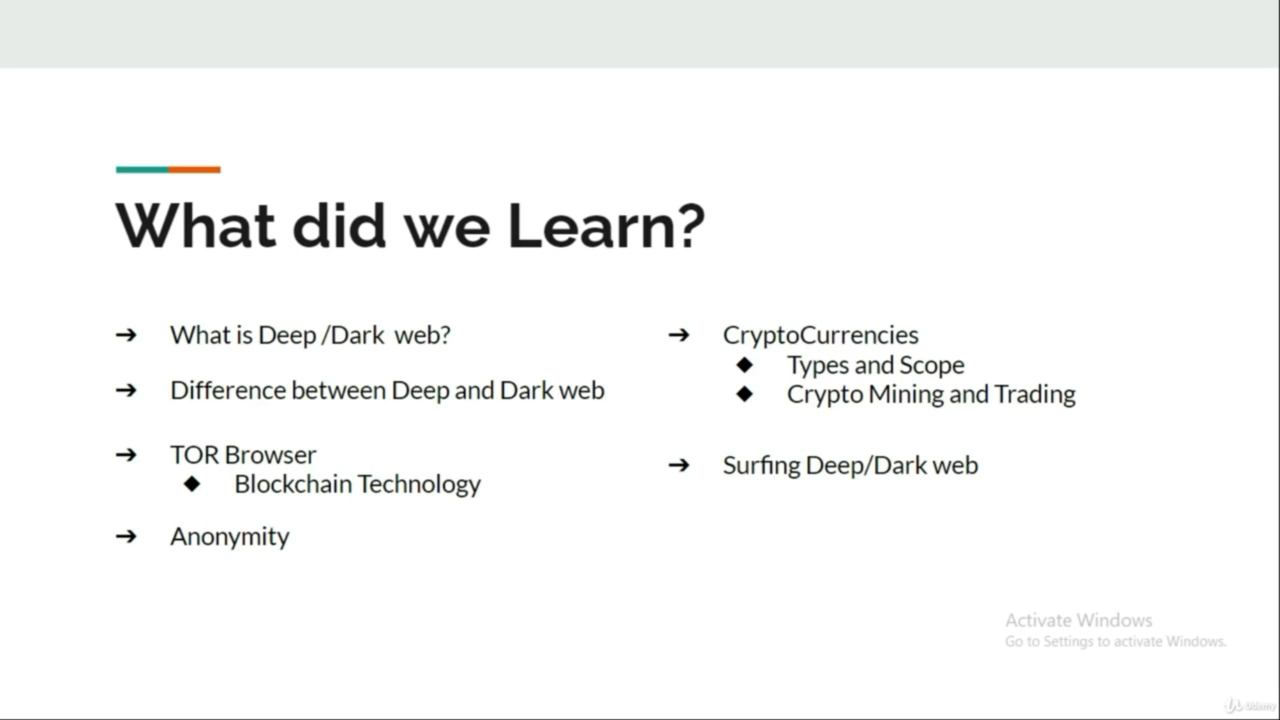 What did we Learn?
➔ What is Deep /Dark web?
➔ Difference between Deep and Dark web
➔ TOR Browser
◆ Blockchain Technology
➔ Anonymity
➔ CryptoCurrencies
◆ Types and Scope
◆ Crypto Mining and Trading
➔ Surfing Deep/Dark web
Activate Windows
Go to Settings to activate Windows.
Udemy